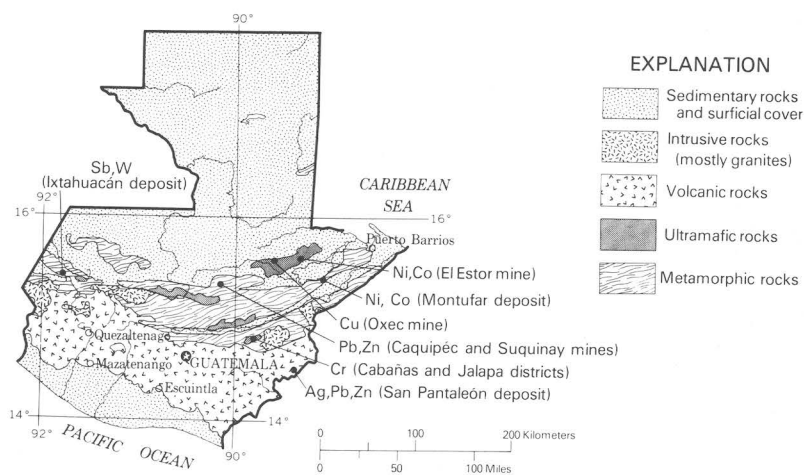 90°
EXPLANATION
Sedimentary rocks
and surficial cover
Intrusive rocks
(mostly granites)
Volcanic rocks
Ultramafic rocks
Metamorphic rocks
Sb,W
(Ixtahuacán deposit)
92°
16°
CARIBBEAN
SEA
16°
Puerto Barrios
Ni,Co (El Estor mine)
Ni, Co (Montufar deposit)
Cu (Oxec mine)
Pb,Zn (Caquipéc and Suquinay mines)
Cr (Cabañas and Jalapa districts)
Ag,Pb,Zn (San Pantaleón deposit)
Quezaltenago
Mazatenango
GUATEMALA
Escuintla
14°
92°
14°
90°
PACIFIC OCEAN
0 100 200 Kilometers
0 50 100 Miles